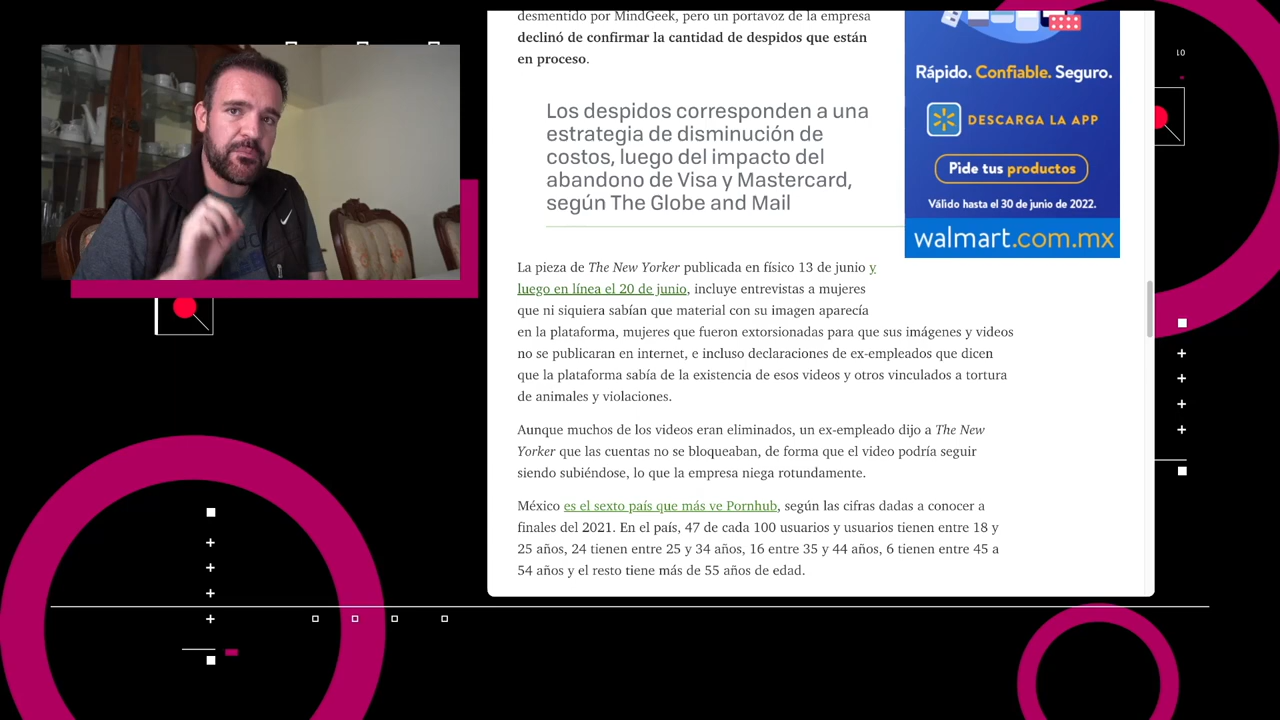 desmentido por MindGeek, pero un portavoz de la empresa
declinó de confirmar la cantidad de despidos que están
en proceso.
Los despidos corresponden a una
estrategia de disminución de
costos, luego del impacto del
abandono de Visa y Mastercard,
según The Globe and Mail
Rápido. Confiable. Seguro.
DESCARGA LA APP
Pide tus productos
Válido hasta el 30 de junio de 2022.
walmart.com.mx
La pieza de The New Yorker publicada en físico 13 de junio y
luego en línea el 20 de junio, incluye entrevistas a mujeres
que ni siquiera sabían que material con su imagen aparecía
en la plataforma, mujeres que fueron extorsionadas para que sus imágenes y videos
no se publicaran en internet, e incluso declaraciones de ex-empleados que dicen
que la plataforma sabía de la existencia de esos videos y otros vinculados a tortura
de animales y violaciones.
Aunque muchos de los videos eran eliminados, un ex-empleado dijo a The New
Yorker que las cuentas no se bloqueaban, de forma que el video podría seguir
siendo subiéndose, lo que la empresa niega rotundamente.
México es el sexto país que más ve Pornhub, según las cifras dadas a conocer a
finales del 2021. En el país, 47 de cada 100 usuarios y usuarios tienen entre 18 y
25 años, 24 tienen entre 25 y 34 años, 16 entre 35 y 44 años, 6 tienen entre 45 a
54 años y el resto tiene más de 55 años de edad.
10